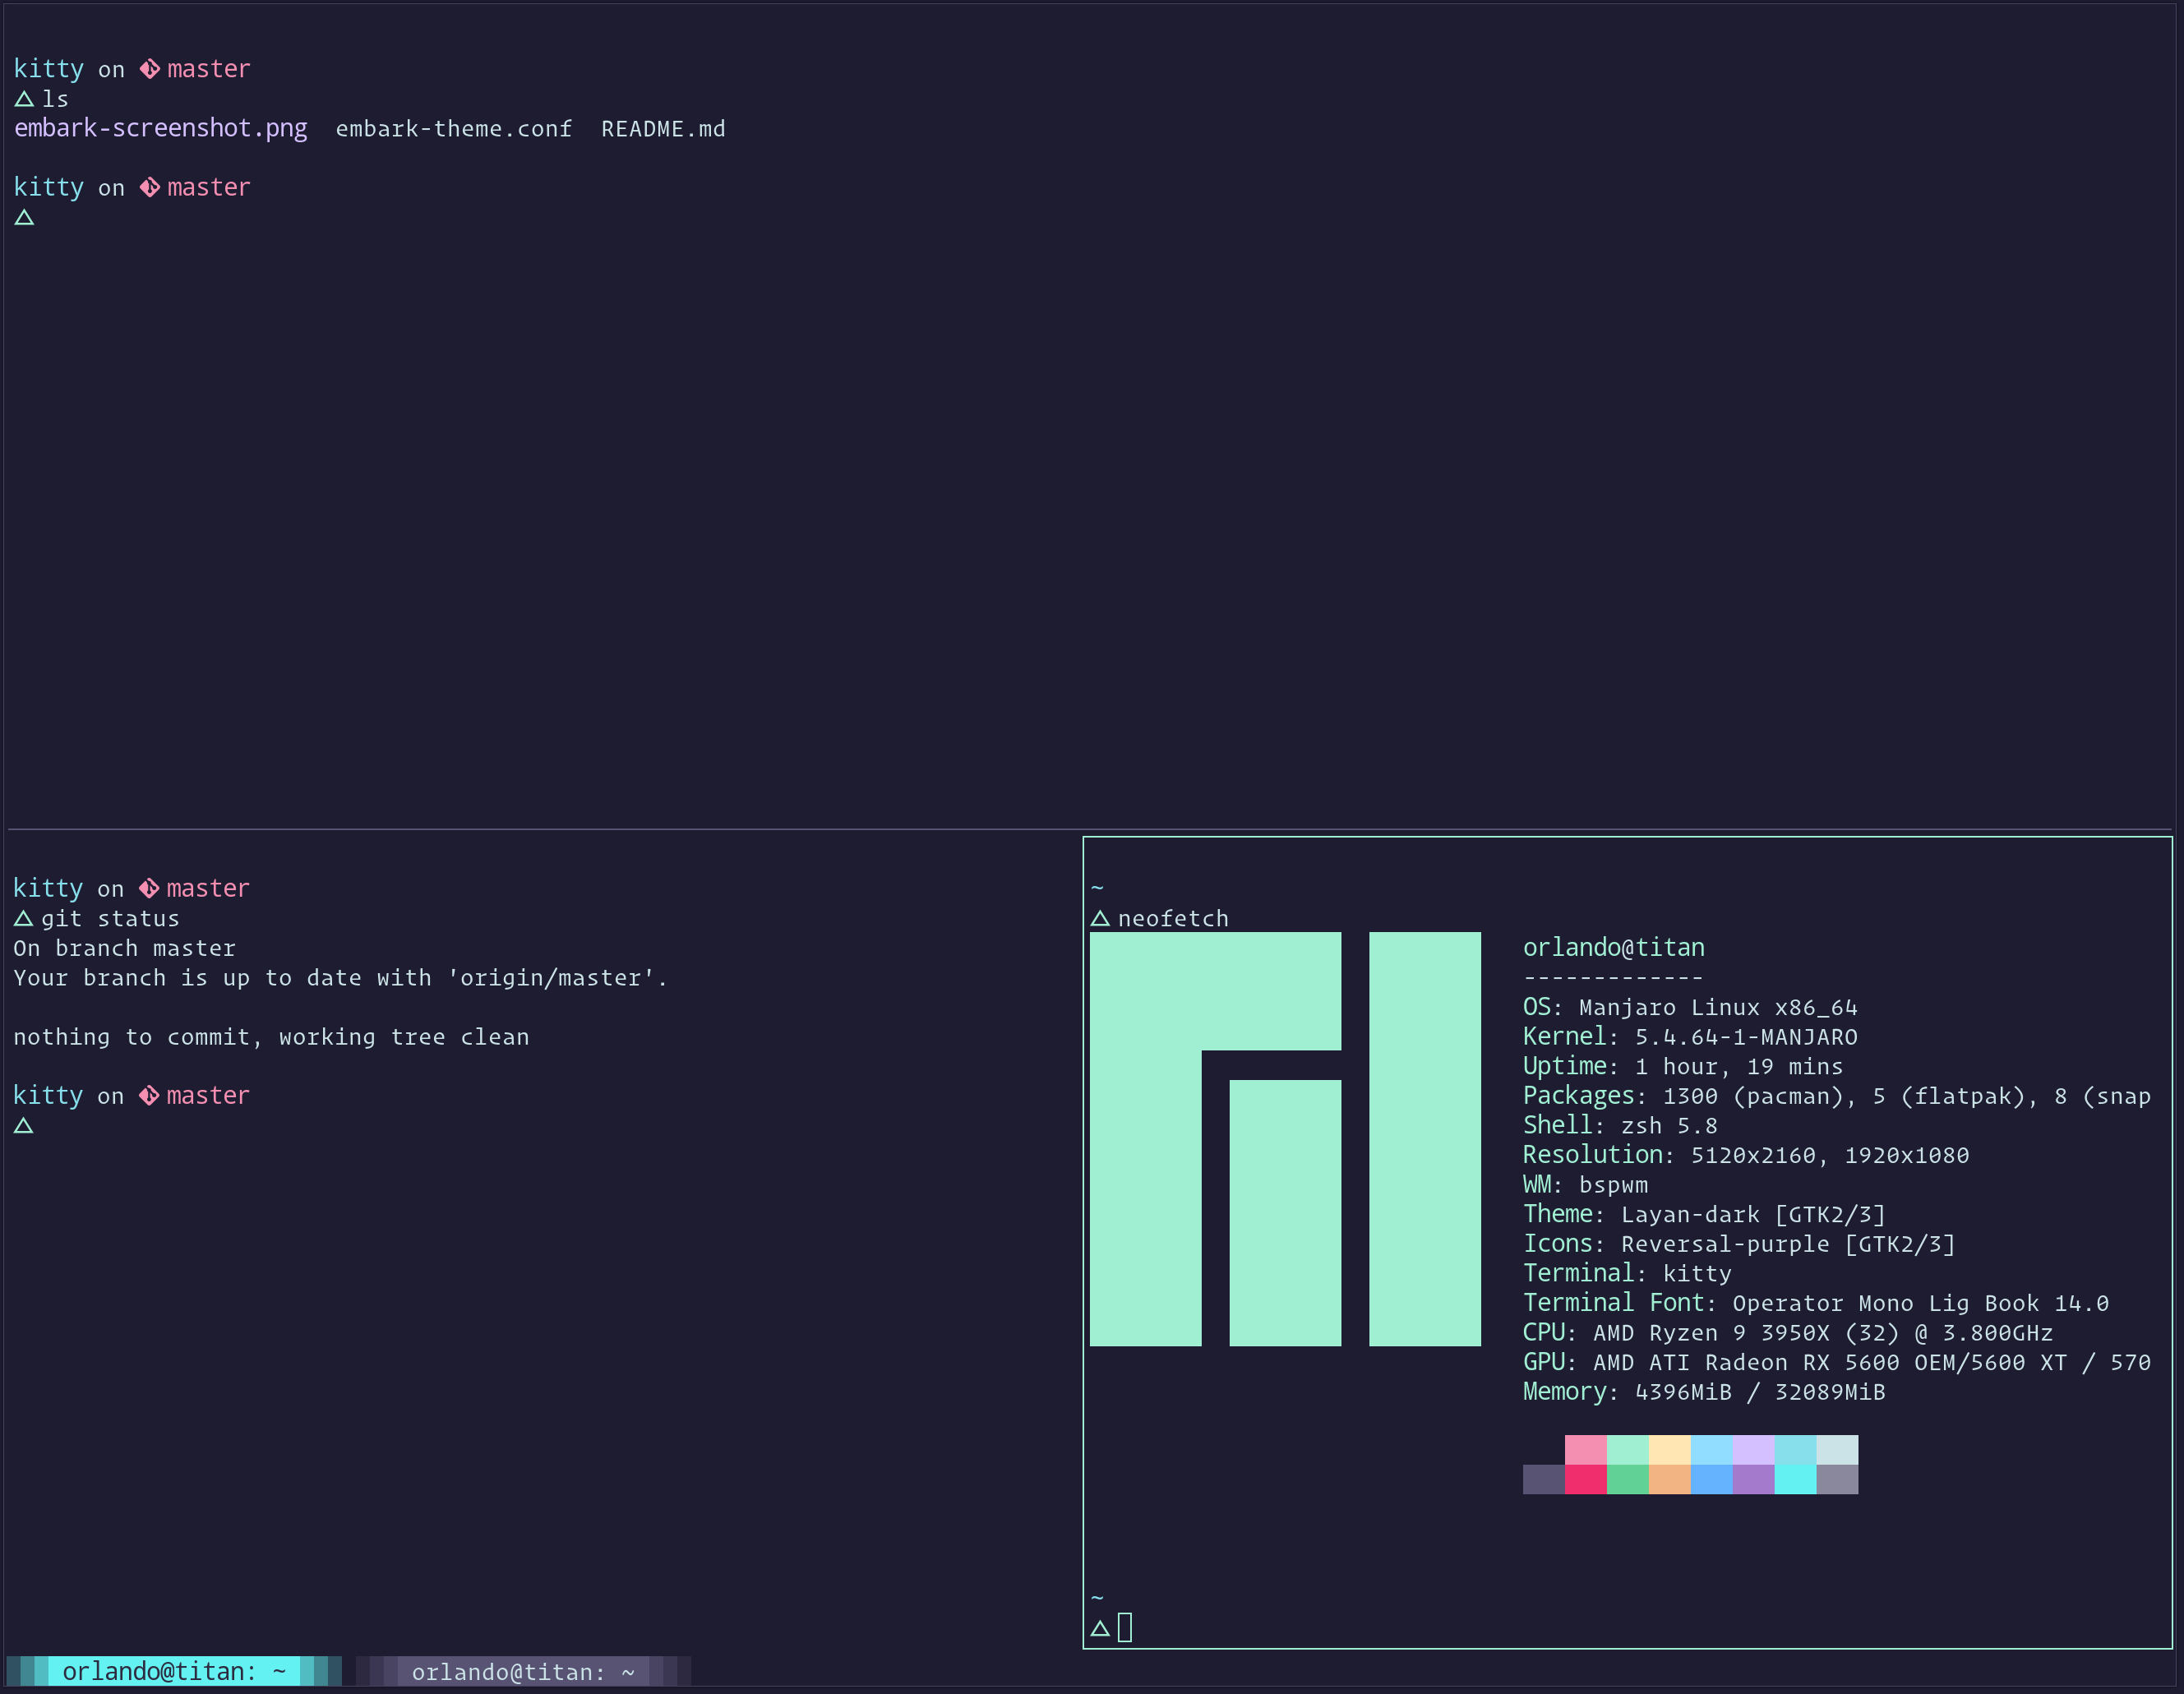 kitty on master
△ ls
embark-screenshot.png  embark-theme.conf  README.md
kitty on master
△
kitty on master
△ git status
On branch master
Your branch is up to date with 'origin/master'.
nothing to commit, working tree clean
kitty on master
△
~
△ neofetch
orlando@titan
-------------
OS: Manjaro Linux x86_64
Kernel: 5.4.64-1-MANJARO
Uptime: 1 hour, 19 mins
Packages: 1300 (pacman), 5 (flatpak), 8 (snap
Shell: zsh 5.8
Resolution: 5120x2160, 1920x1080
WM: bspwm
Theme: Layan-dark [GTK2/3]
Icons: Reversal-purple [GTK2/3]
Terminal: kitty
Terminal Font: Operator Mono Lig Book 14.0
CPU: AMD Ryzen 9 3950X (32) @ 3.800GHz
GPU: AMD ATI Radeon RX 5600 OEM/5600 XT / 570
Memory: 4396MiB / 32089MiB
~
△
orlando@titan: ~  orlando@titan: ~